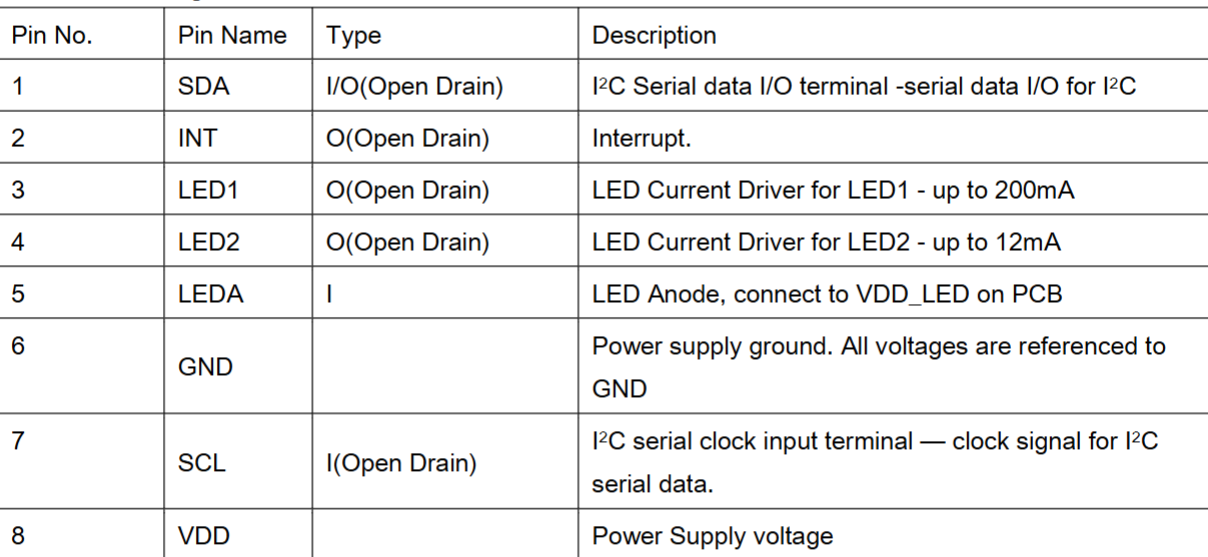 Pin No. Pin Name Type Description
1 SDA I/O(Open Drain) I²C Serial data I/O terminal -serial data I/O for I²C
2 INT O(Open Drain) Interrupt.
3 LED1 O(Open Drain) LED Current Driver for LED1 - up to 200mA
4 LED2 O(Open Drain) LED Current Driver for LED2 - up to 12mA
5 LEDA I LED Anode, connect to VDD_LED on PCB
6 GND Power supply ground. All voltages are referenced to
GND
7 SCL I(Open Drain) I²C serial clock input terminal — clock signal for I²C
serial data.
8 VDD Power Supply voltage